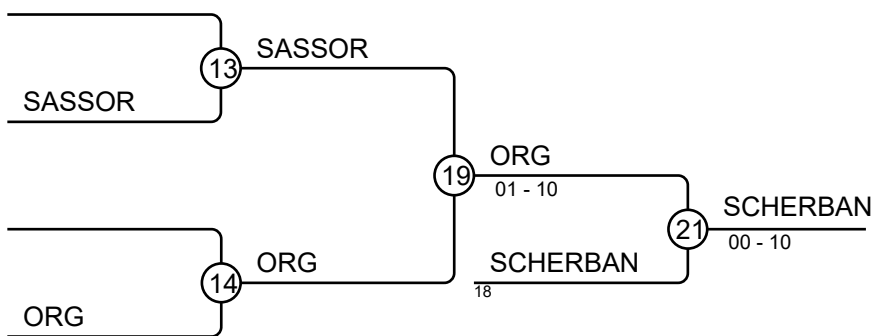 SASSOR
13
SASSOR
ORG
01 - 10
19
SCHERBAN
00 - 10
21
SCHERBAN
18
ORG
14
ORG